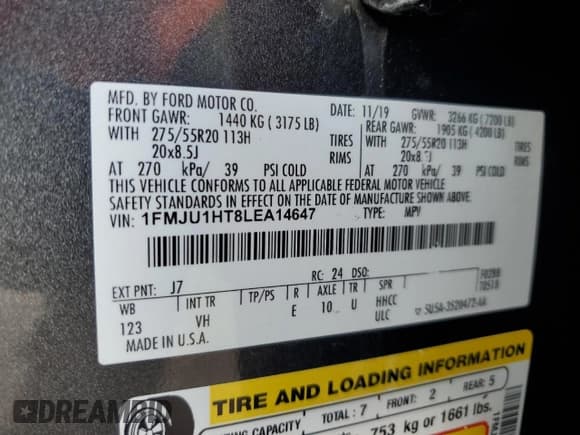 MFD. BY FORD MOTOR CO.
DATE: 11/19 GVWR: 3266 KG (7200 LB)
FRONT GAWR: 1440 KG (3175 LB) REAR GAWR: 1905 KG (4200 LB)
WITH 275/55R20 113H TIRES WITH 275/55R20 113H
20x8.5J RIMS 20x8.5J
AT 270 kPa/ 39 PSI COLD AT 270 kPa/ 39 PSI COLD
THIS VEHICLE CONFORMS TO ALL APPLICABLE FEDERAL MOTOR VEHICLE
SAFETY STANDARDS IN EFFECT ON THE DATE OF MANUFACTURE SHOWN ABOVE.
VIN: 1FMJU1HT8LEA14647 TYPE: MPV
EXT PNT: J7 RC: 24 DSO:
WB INT TR TP/PS R AXLE TR SPR
123 VH E 10 U HHCC
ULC
MADE IN U.S.A.
TIRE AND LOADING INFORMATION
CAPACITY TOTAL: 7 FRONT: 2 REAR: 5
753 kg or 1661 lbs.
DREAMBID